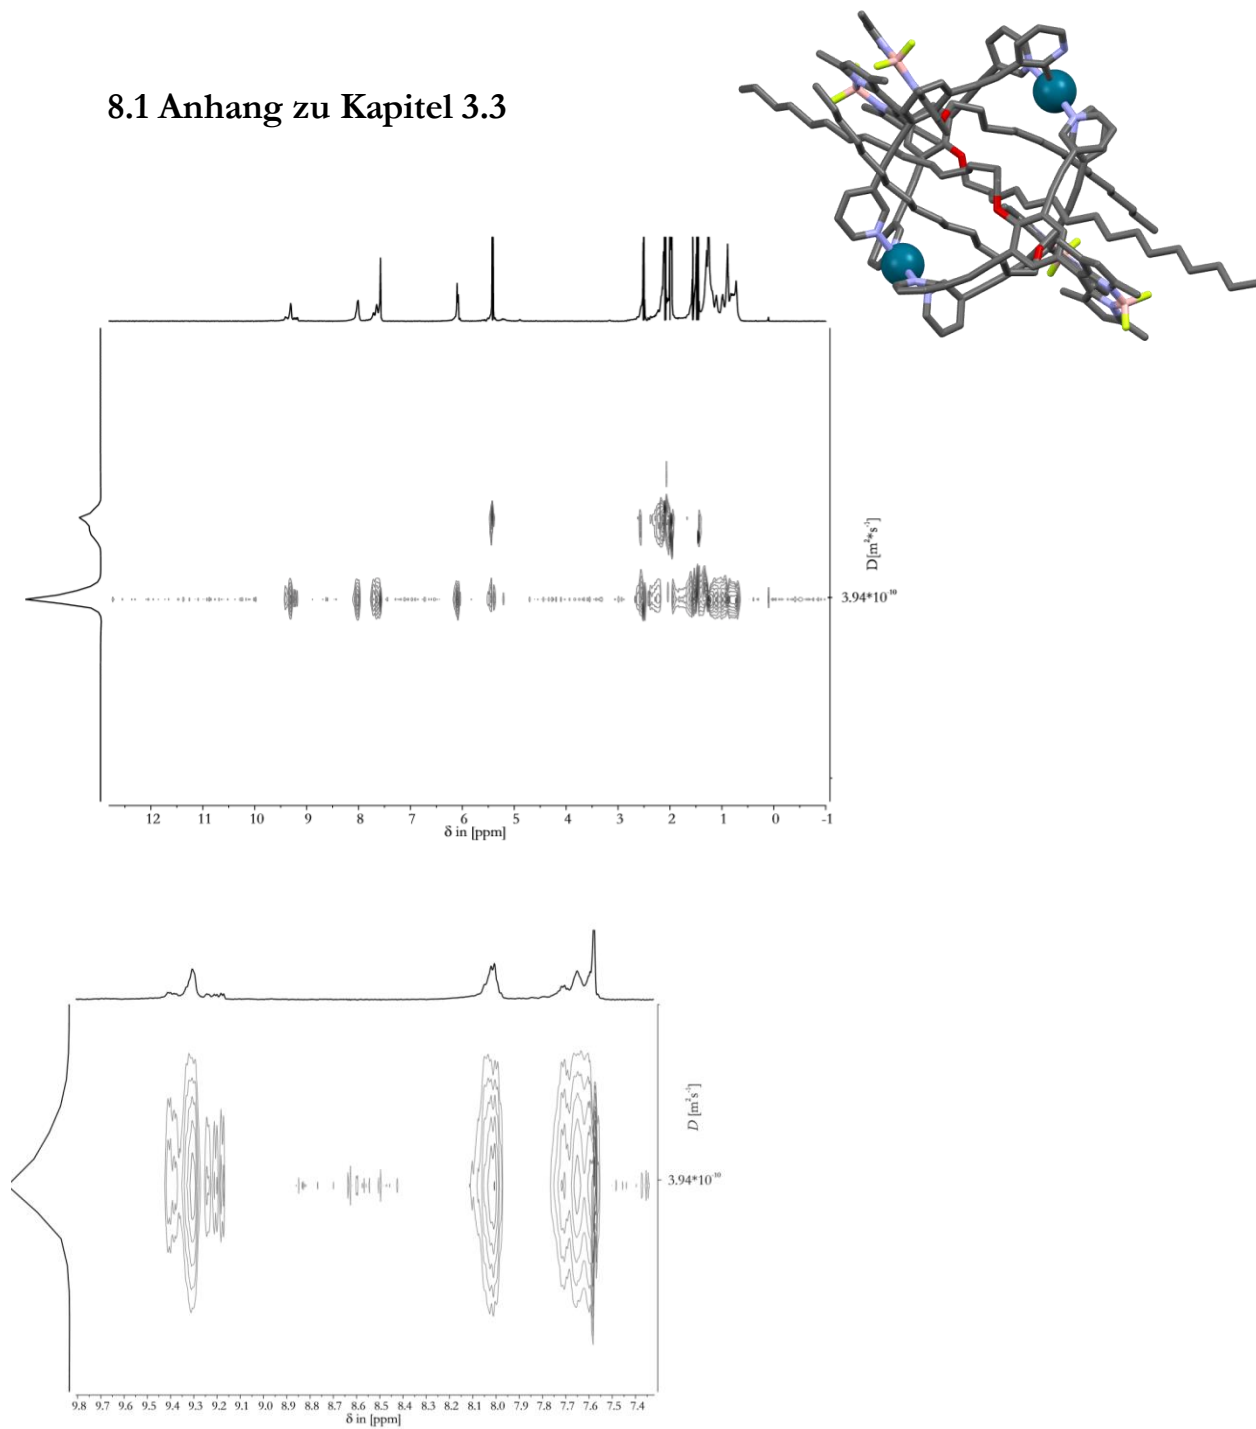 8.1 Anhang zu Kapitel 3.3
D[m²*s⁻¹]
3.94*10⁻¹⁰
12 11 10 9 8 7 6 5 4 3 2 1 0 -1
δ in [ppm]
D [m²s⁻¹]
3.94*10⁻¹⁰
9.8 9.7 9.6 9.5 9.4 9.3 9.2 9.1 9.0 8.9 8.8 8.7 8.6 8.5 8.4 8.3 8.2 8.1 8.0 7.9 7.8 7.7 7.6 7.5 7.4
δ in [ppm]